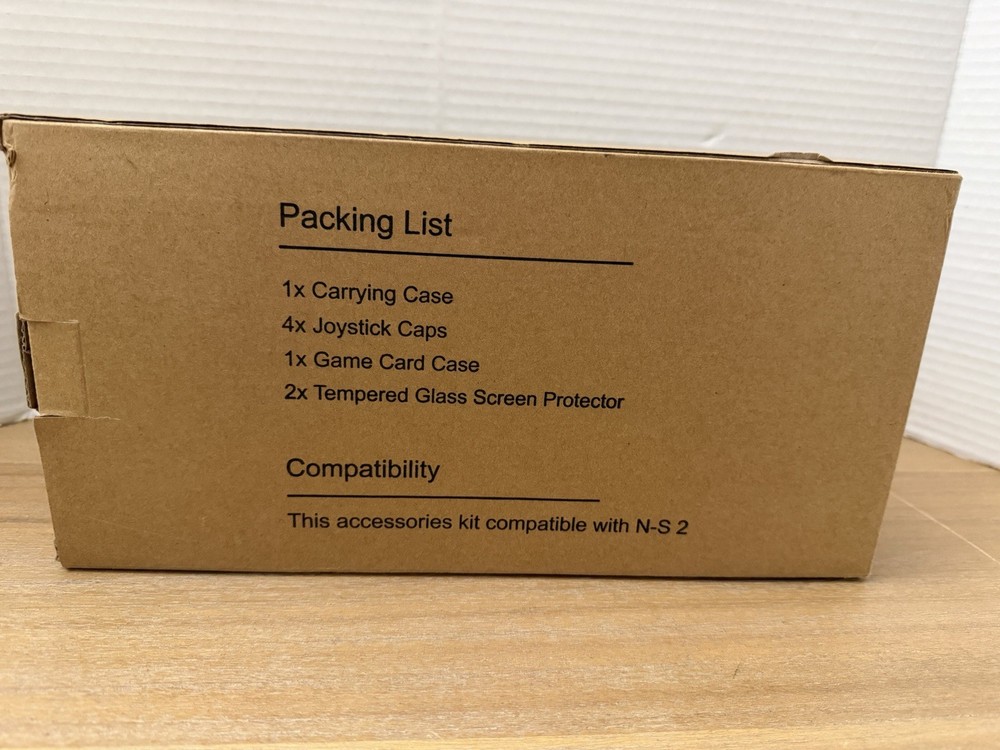 Packing List
1x Carrying Case
4x Joystick Caps
1x Game Card Case
2x Tempered Glass Screen Protector
Compatibility
This accessories kit compatible with N-S 2